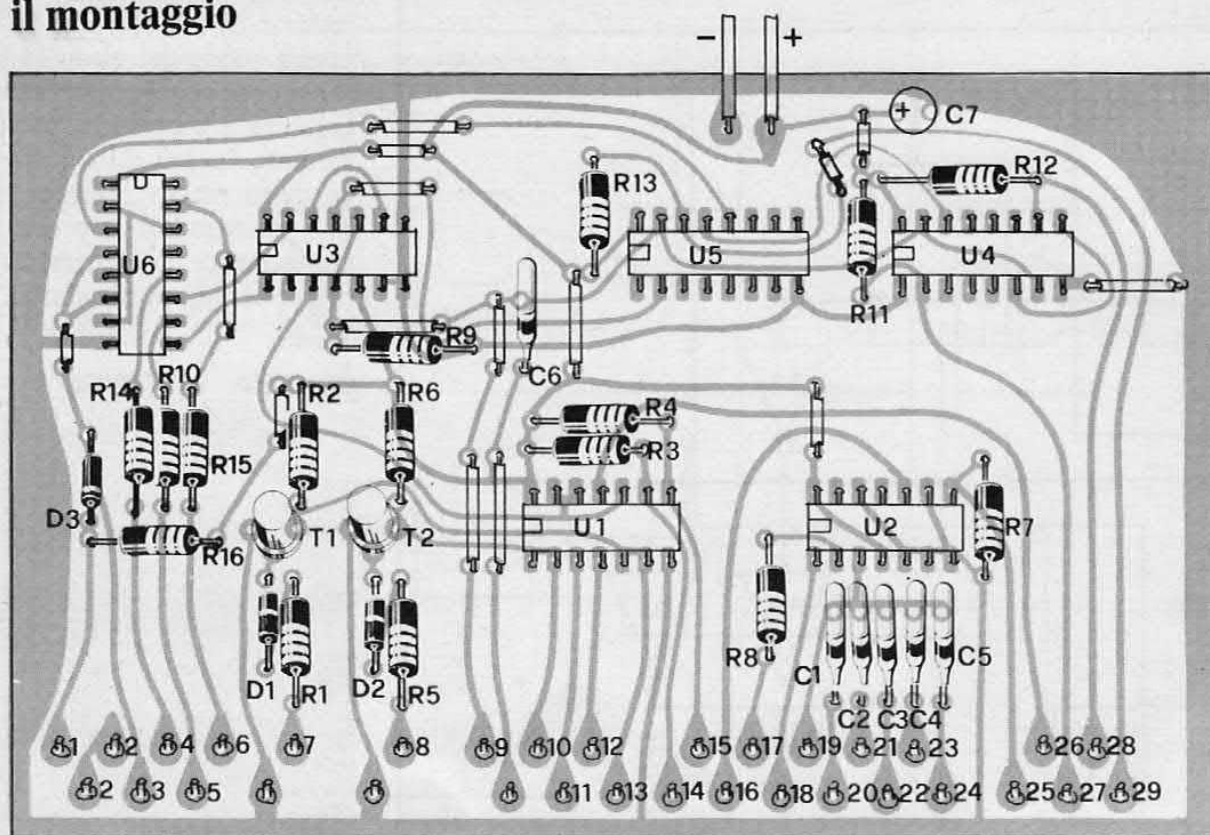 il montaggio
- +
+ C7
R13 R12
U6 U3 U5 U4
R11
R9
C6
R14 R10 R2 R6 R4
R3
R15
D3 U1 U2 R7
R16 T1 T2
R8 C1 C5
D1 R1 D2 R5
C2 C3 C4
1 2 4 6 7 8 9 10 12 15 17 19 21 23 26 28
2 3 5 11 13 14 16 18 20 22 24 25 27 29